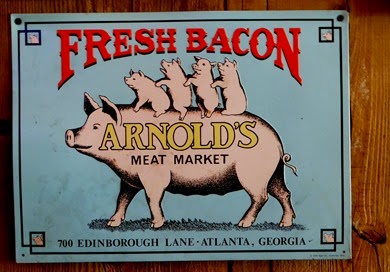 FRESH BACON
ARNOLD'S
MEAT MARKET
700 EDINBOROUGH LANE · ATLANTA, GEORGIA